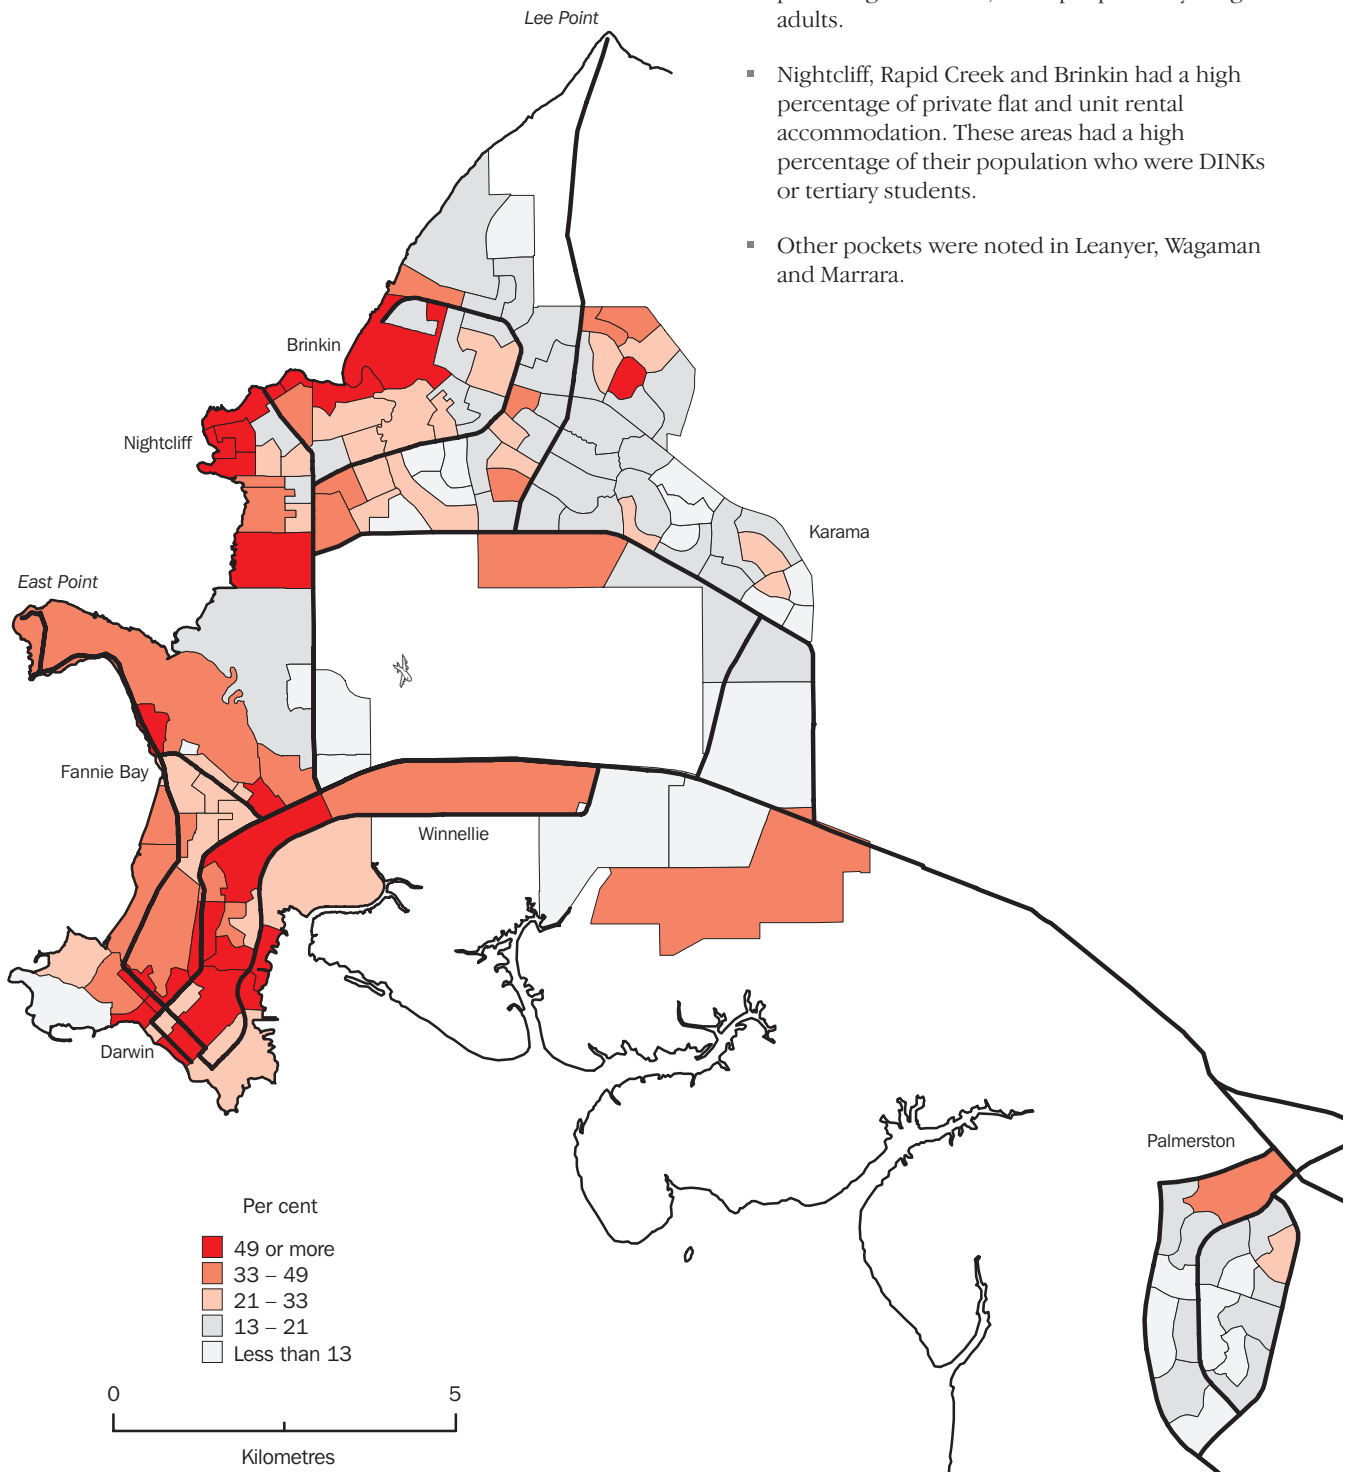 Lee Point
adults.
Nightcliff, Rapid Creek and Brinkin had a high
percentage of private flat and unit rental
accommodation. These areas had a high
percentage of their population who were DINKs
or tertiary students.
Other pockets were noted in Leanyer, Wagaman
and Marrara.
Brinkin
Nightcliff
Karama
East Point
Fannie Bay
Winnellie
Darwin
Palmerston
Per cent
49 or more
33 – 49
21 – 33
13 – 21
Less than 13
0 5
Kilometres